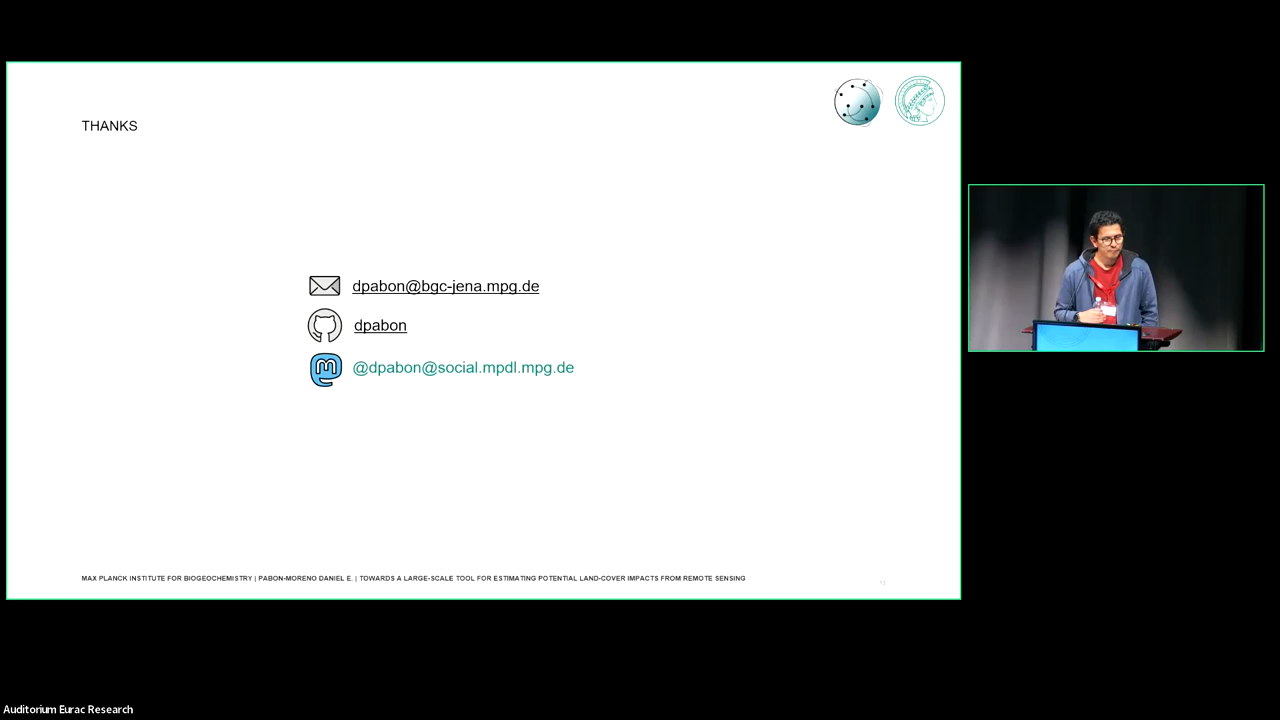 THANKS
dpabon@bgc-jena.mpg.de
dpabon
@dpabon@social.mpdl.mpg.de
MAX PLANCK INSTITUTE FOR BIOGEOCHEMISTRY | PABON-MORENO DANIEL E. | TOWARDS A LARGE-SCALE TOOL FOR ESTIMATING POTENTIAL LAND-COVER IMPACTS FROM REMOTE SENSING
Auditorium Eurac Research